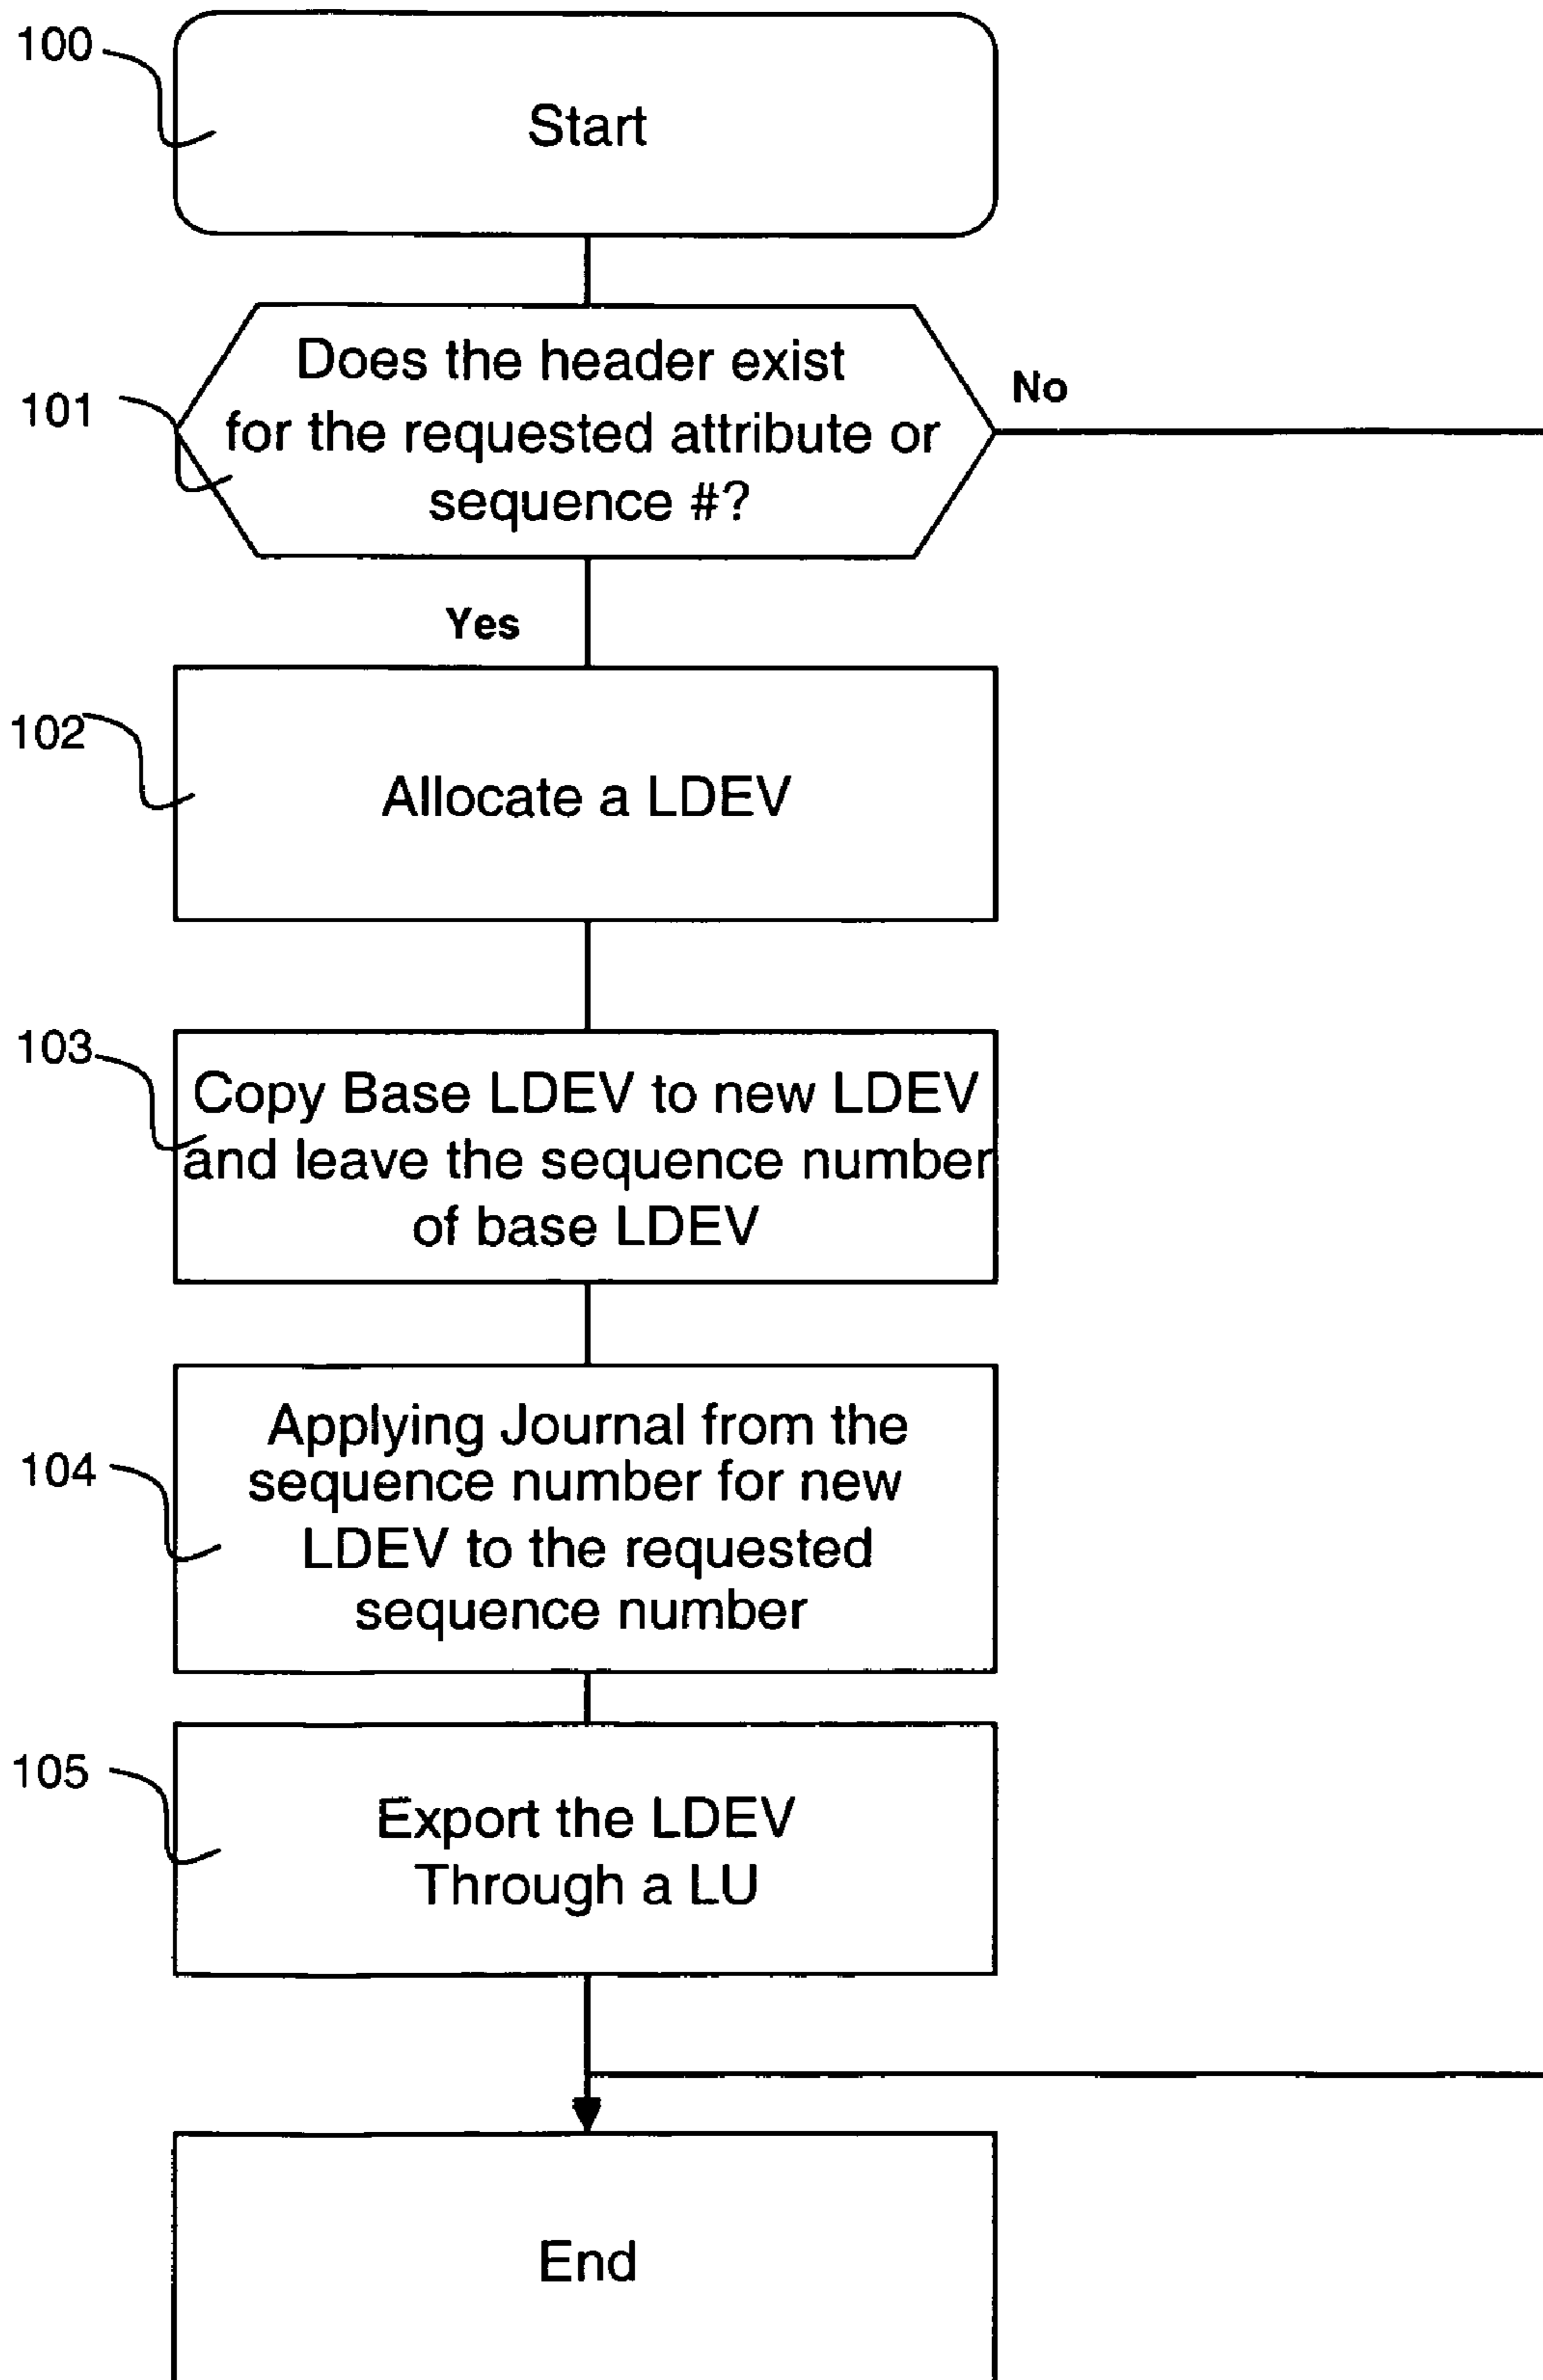 100
Start
101
Does the header exist
for the requested attribute or
sequence #?
No
Yes
102
Allocate a LDEV
103
Copy Base LDEV to new LDEV
and leave the sequence number
of base LDEV
104
Applying Journal from the
sequence number for new
LDEV to the requested
sequence number
105
Export the LDEV
Through a LU
End